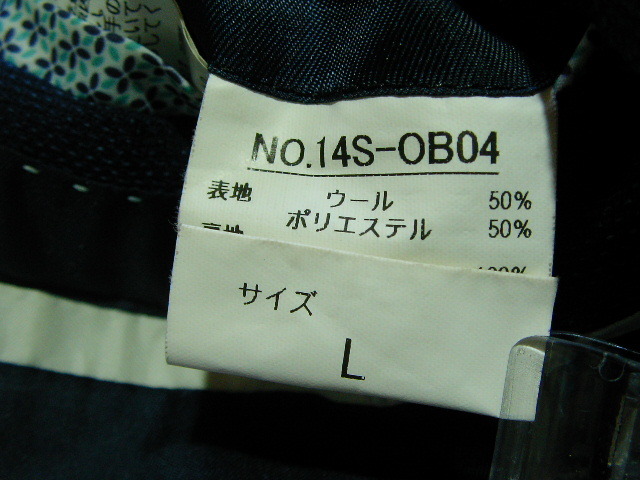 NO.14S-OB04
表地 ウール 50%
ポリエステル 50%
サイズ
L